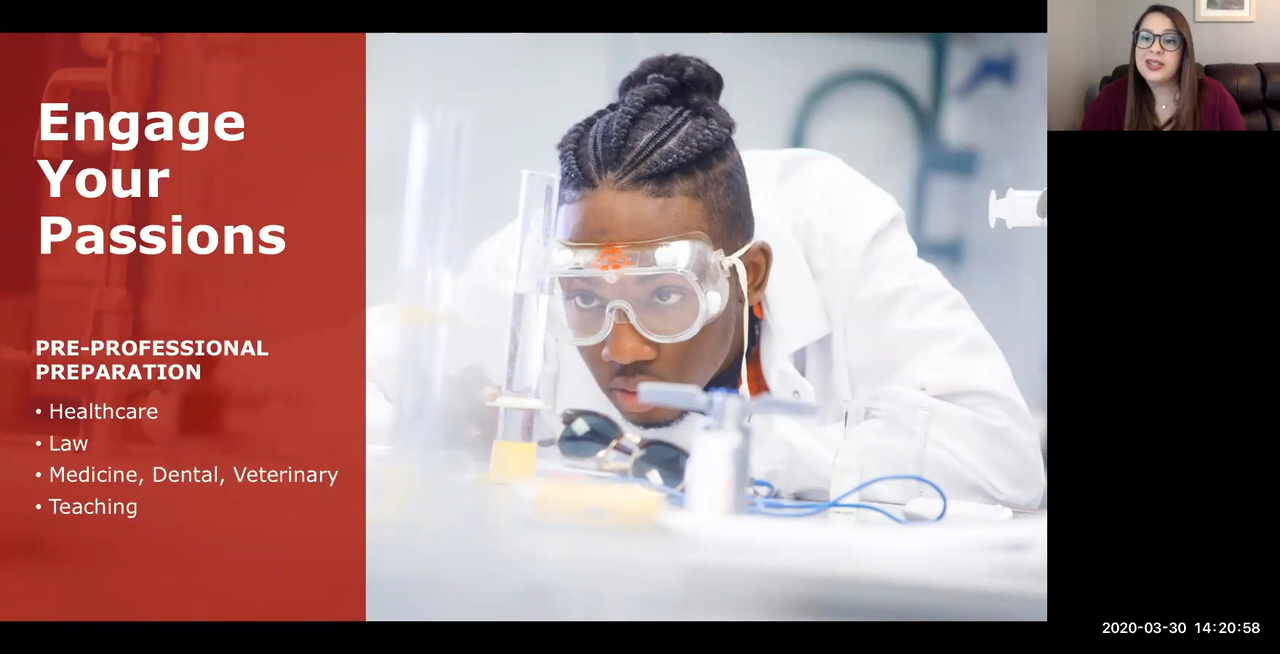 Engage
Your
Passions
PRE-PROFESSIONAL
PREPARATION
• Healthcare
• Law
• Medicine, Dental, Veterinary
• Teaching
2020-03-30 14:20:58